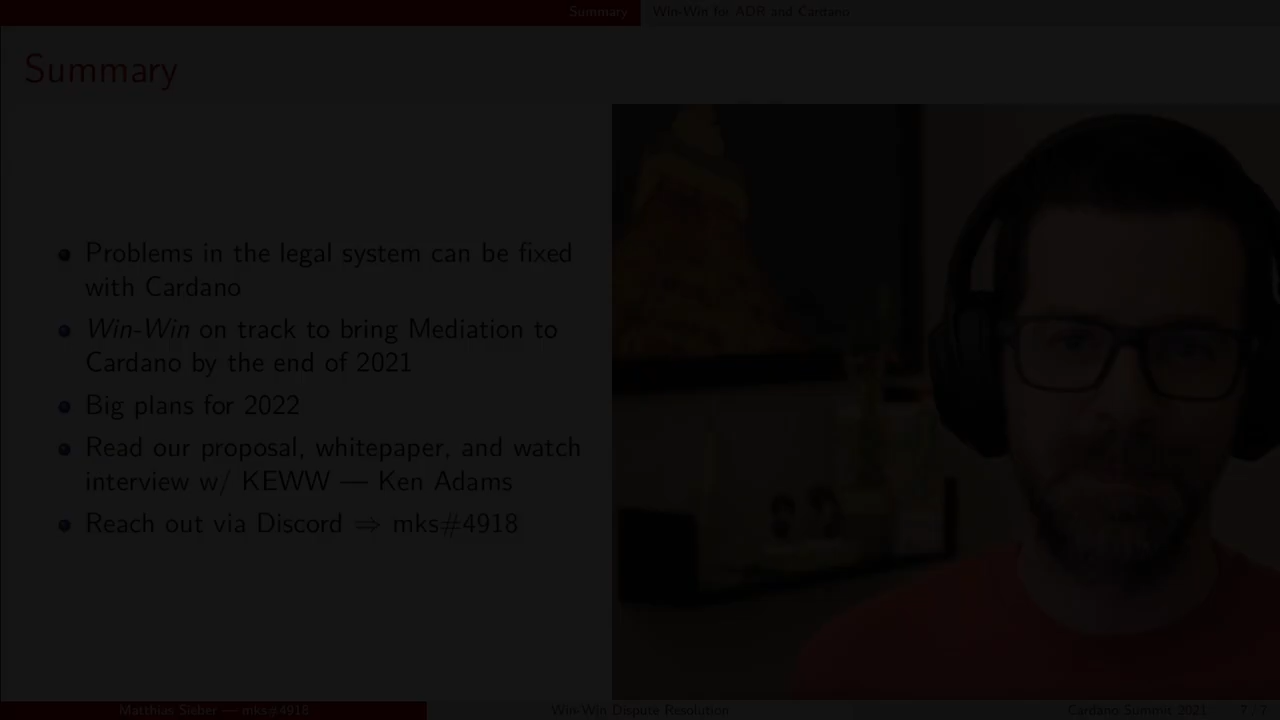 Summary
Win-Win for ADR and Cardano
Summary
Problems in the legal system can be fixed
with Cardano
Win-Win on track to bring Mediation to
Cardano by the end of 2021
Big plans for 2022
Read our proposal, whitepaper, and watch
interview w/ KEWW — Ken Adams
Reach out via Discord ⇒ mks#4918
Matthias Sieber — mks#4918
Win-Win Dispute Resolution
Cardano Summit 2021
7 / 7